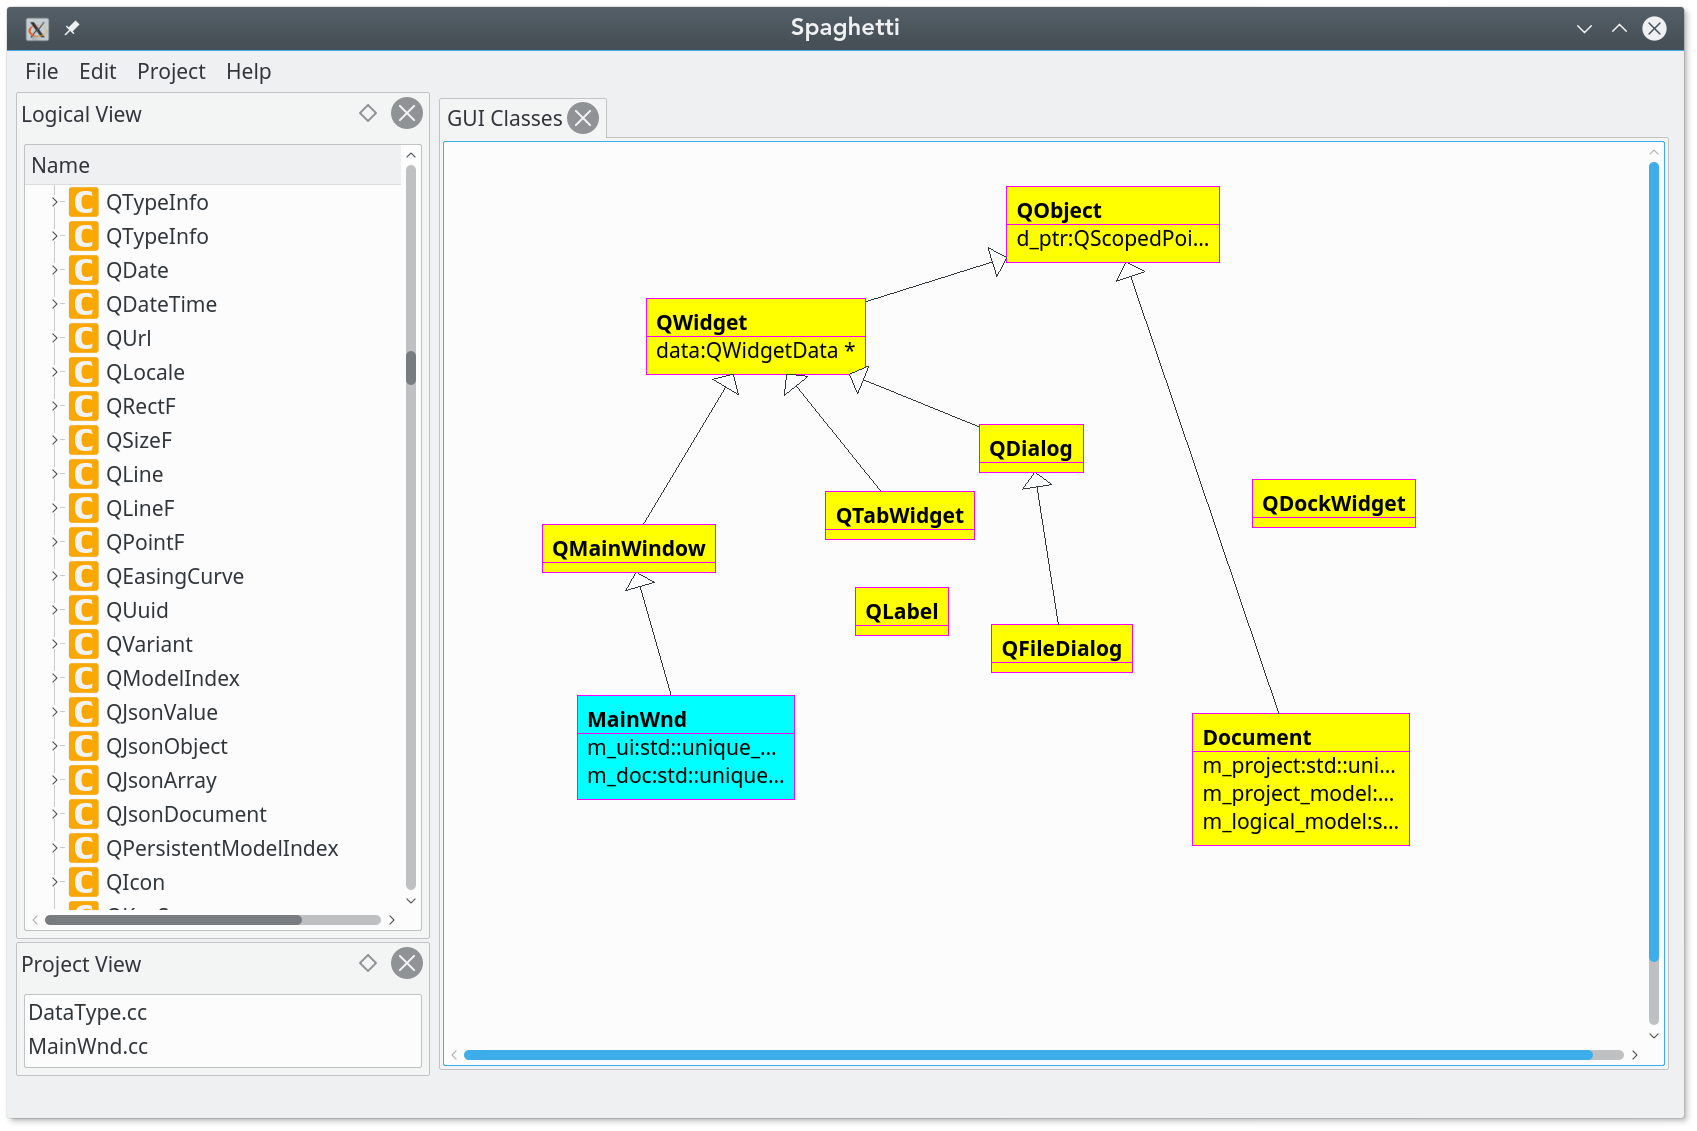 Spaghetti
File Edit Project Help
Logical View
Name
QTypeInfo
QTypeInfo
QDate
QDateTime
QUrl
QLocale
QRectF
QSizeF
QLine
QLineF
QPointF
QEasingCurve
QUuid
QVariant
QModelIndex
QJsonValue
QJsonObject
QJsonArray
QJsonDocument
QPersistentModelIndex
QIcon
Project View
DataType.cc
MainWnd.cc
GUI Classes
QObject
d_ptr:QScopedPoi...
QWidget
data:QWidgetData *
QDialog
QDockWidget
QTabWidget
QMainWindow
QLabel
QFileDialog
MainWnd
m_ui:std::unique_...
m_doc:std::unique...
Document
m_project:std::uni...
m_project_model:...
m_logical_model:s...